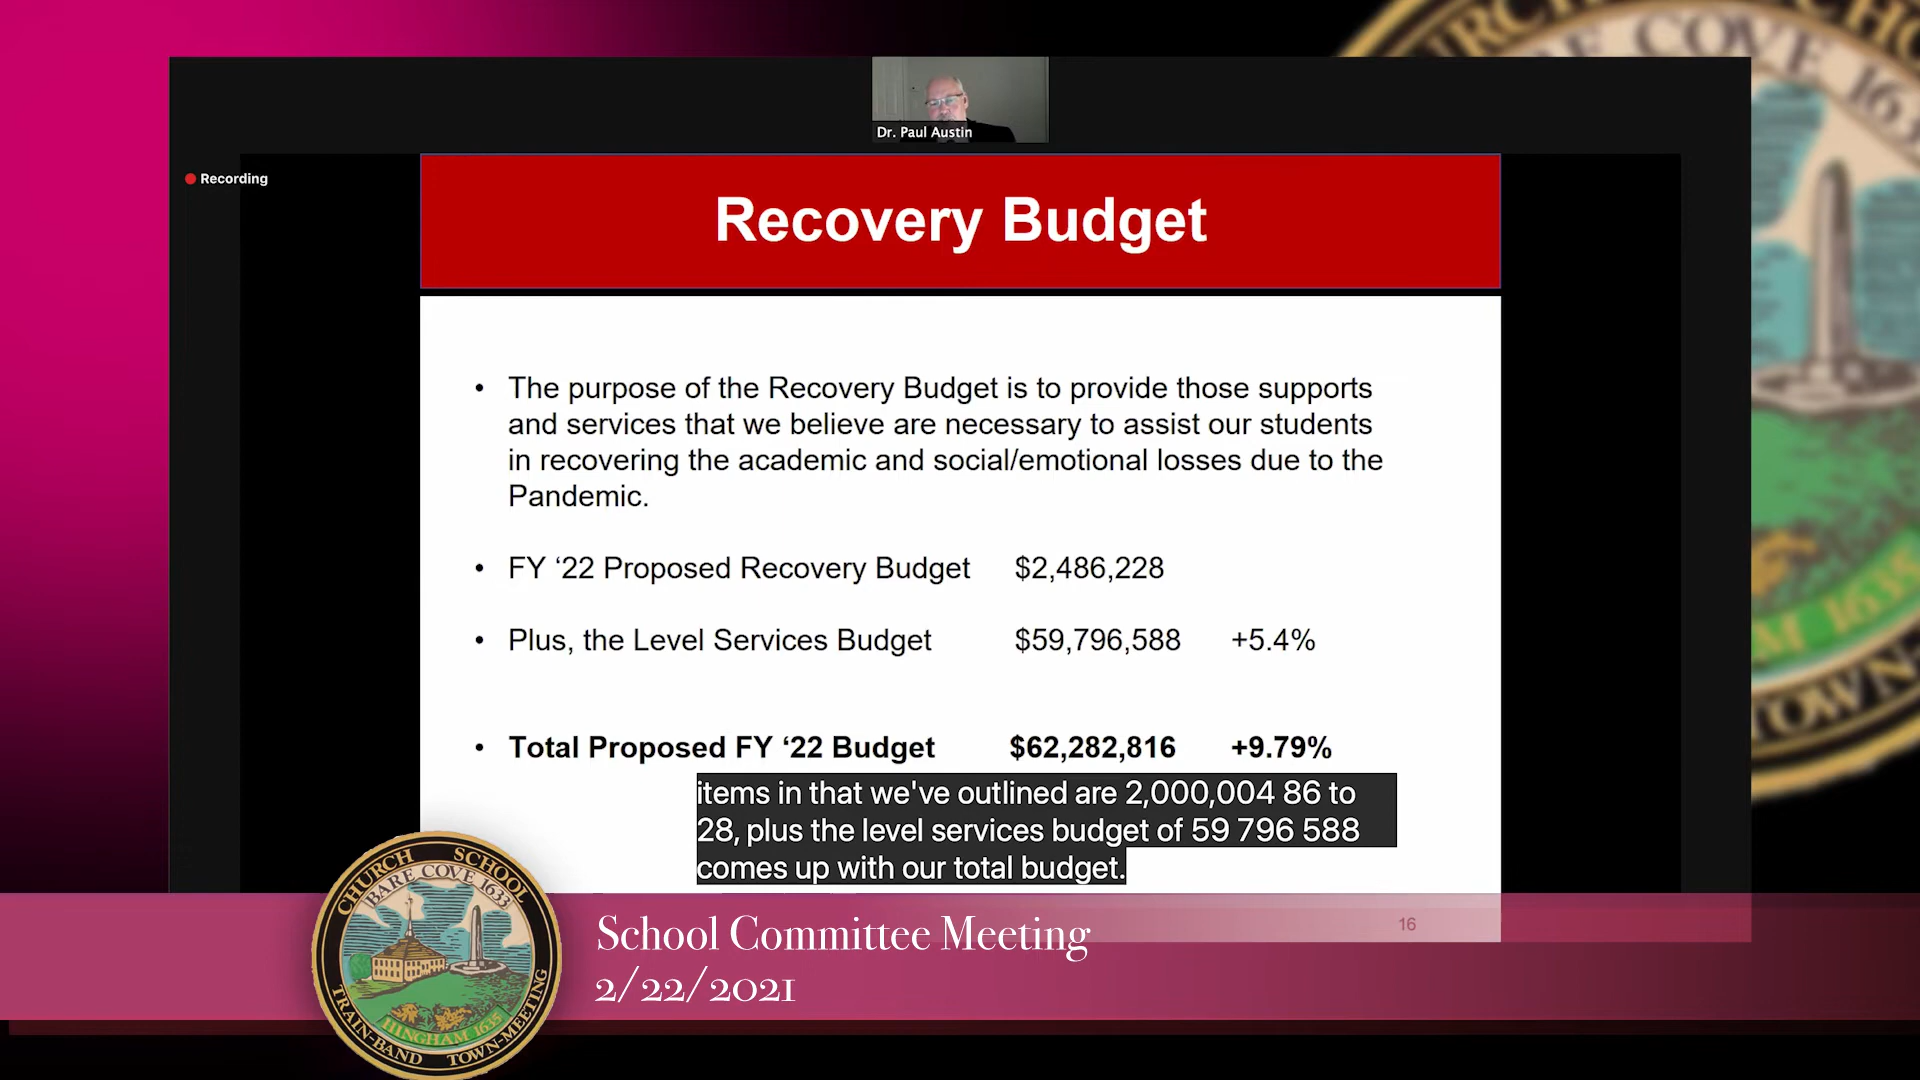 Dr. Paul Austin
Recording
Recovery Budget
• The purpose of the Recovery Budget is to provide those supports
and services that we believe are necessary to assist our students
in recovering the academic and social/emotional losses due to the
Pandemic.
• FY ‘22 Proposed Recovery Budget $2,486,228
• Plus, the Level Services Budget $59,796,588 +5.4%
• Total Proposed FY ‘22 Budget $62,282,816 +9.79%
items in that we've outlined are 2,000,004 86 to
28, plus the level services budget of 59 796 588
comes up with our total budget.
16
School Committee Meeting
2/22/2021
CHURCH SCHOOL
BARE COVE 1633
HINGHAM 1635
TRAIN-BAND TOWN-MEETING
COVE 163
TOWN-